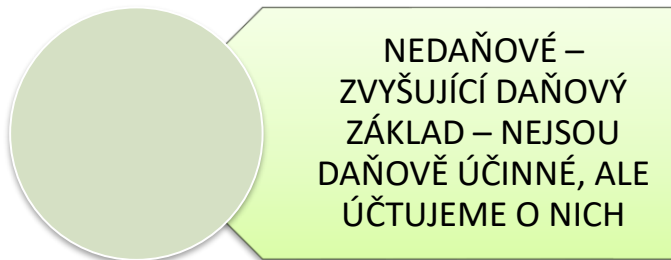 NEDAŇOVÉ –
ZVYŠUJÍCÍ DAŇOVÝ
ZÁKLAD – NEJSOU
DAŇOVĚ ÚČINNÉ, ALE
ÚČTUJEME O NICH